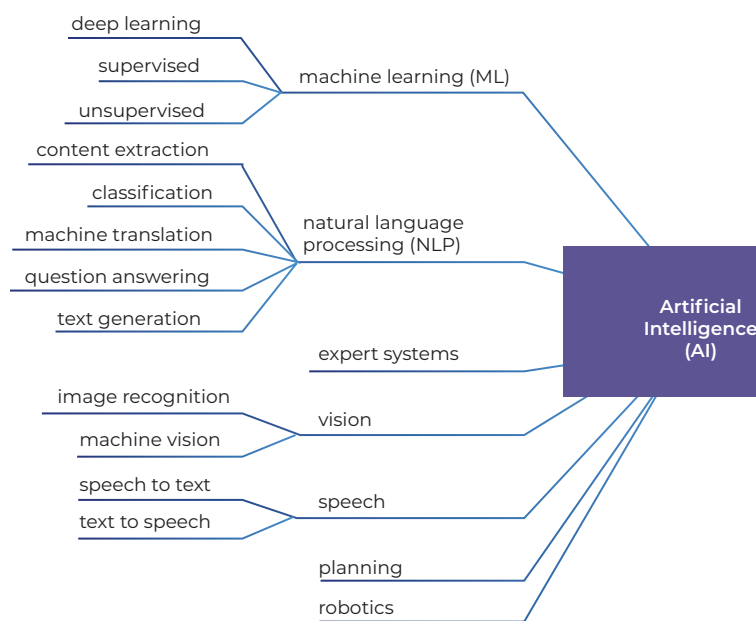 deep learning
supervised
unsupervised
machine learning (ML)
content extraction
classification
machine translation
question answering
text generation
natural language
processing (NLP)
expert systems
image recognition
machine vision
vision
speech to text
text to speech
speech
planning
robotics
Artificial
Intelligence
(AI)